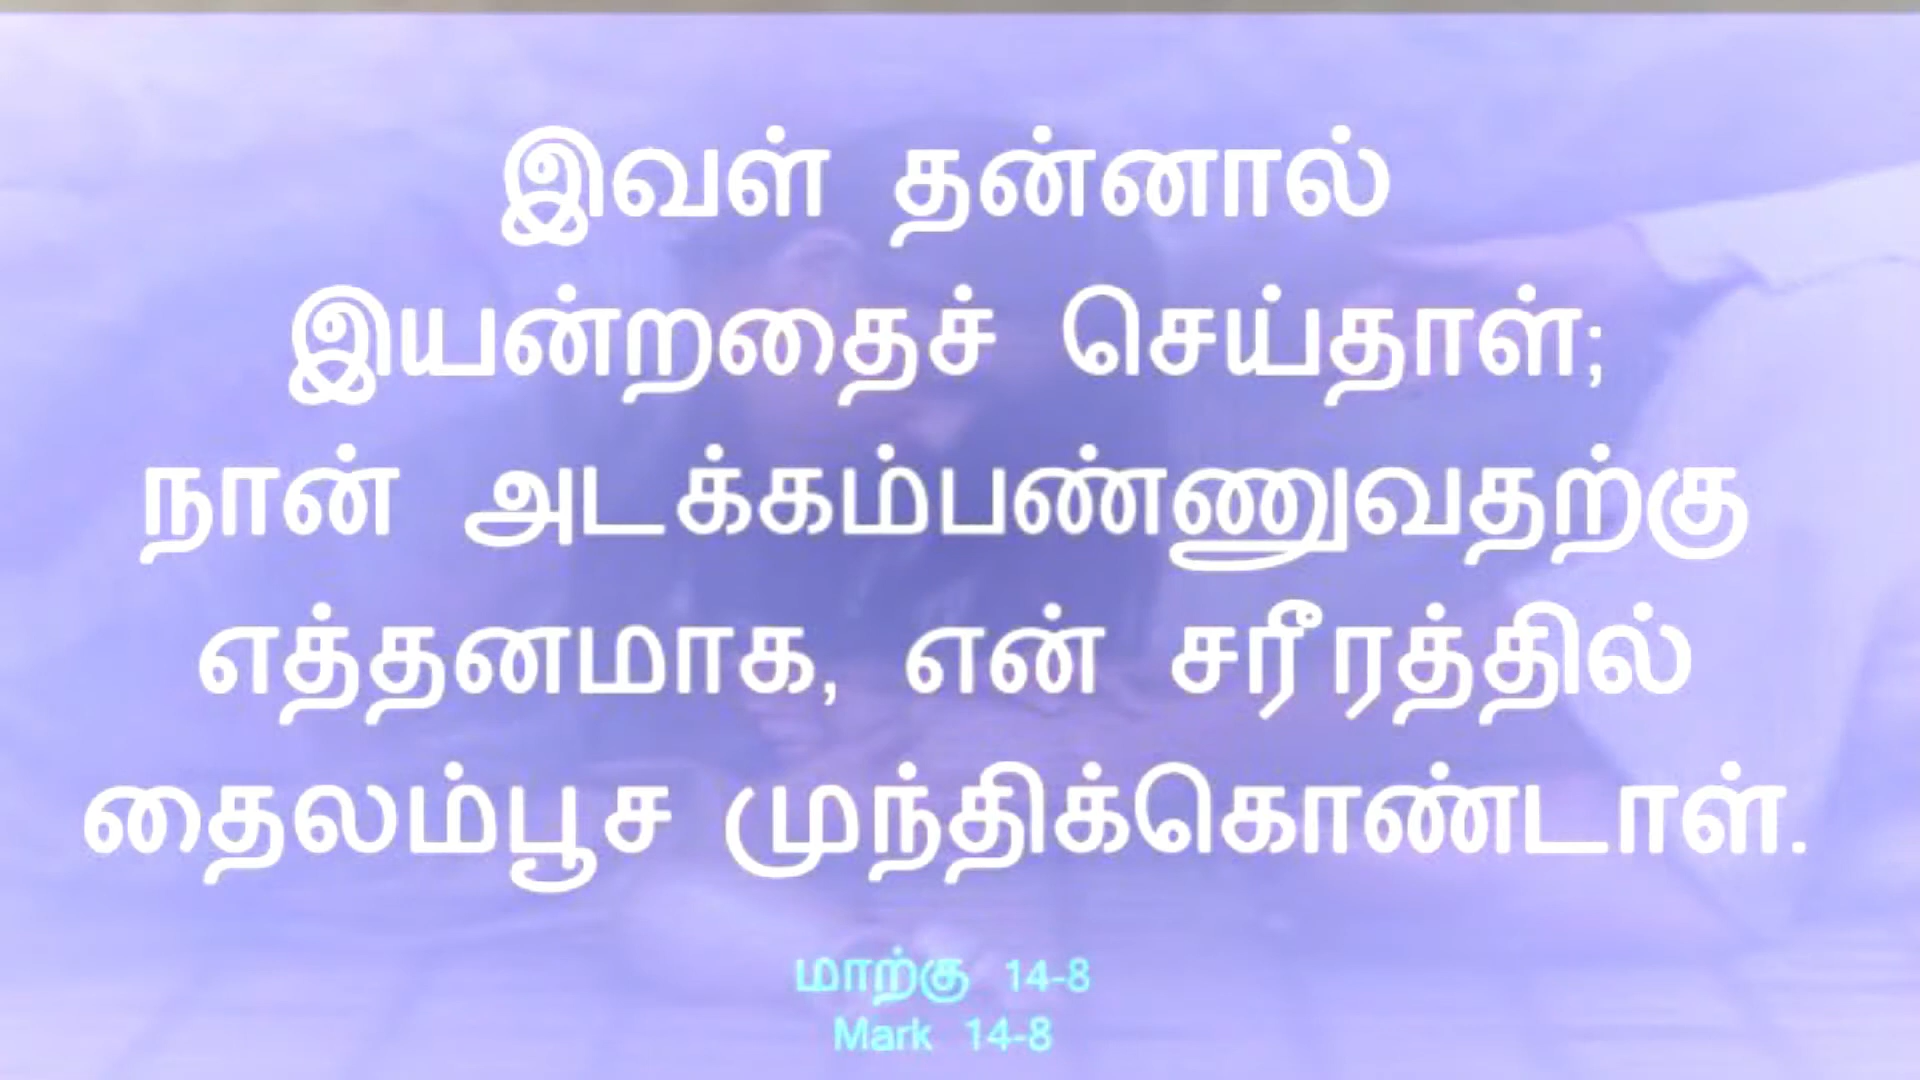 இவள் தன்னால்
இயன்றதைச் செய்தாள்;
நான் அடக்கம்பண்ணுவதற்கு
எத்தனமாக, என் சரீரத்தில்
தைலம்பூச முந்திக்கொண்டாள்.
மாற்கு 14-8
Mark 14-8